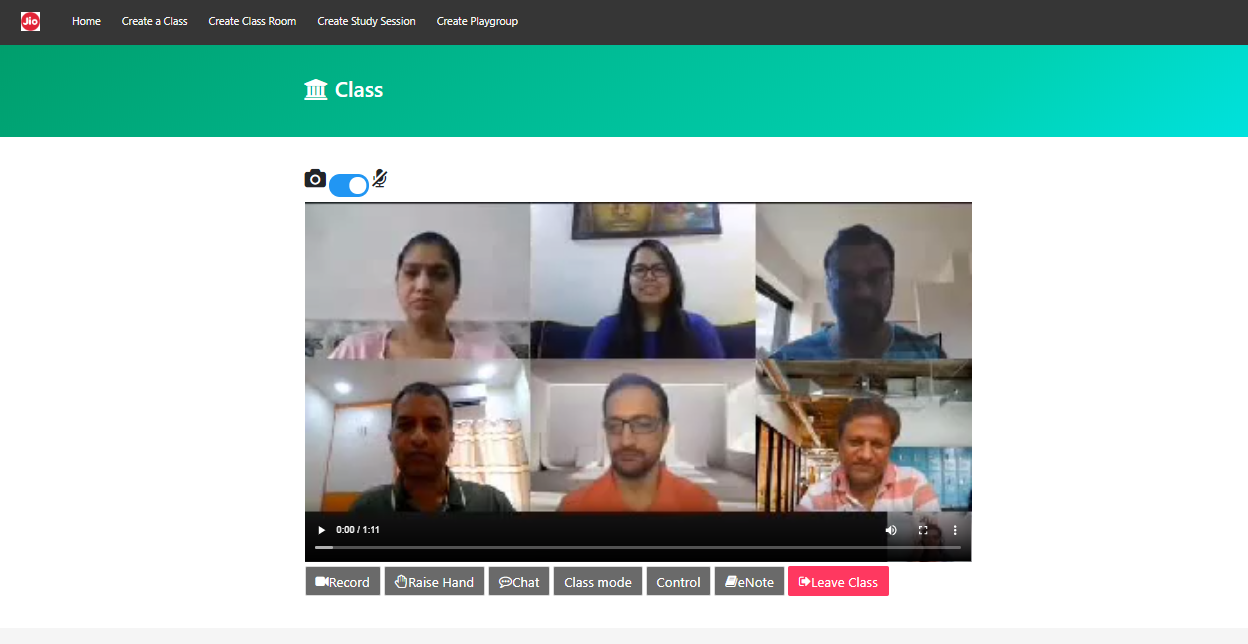 Jio Home Create a Class Create Class Room Create Study Session Create Playgroup
Class
0:00 / 1:11
Record Raise Hand Chat Class mode Control eNote Leave Class